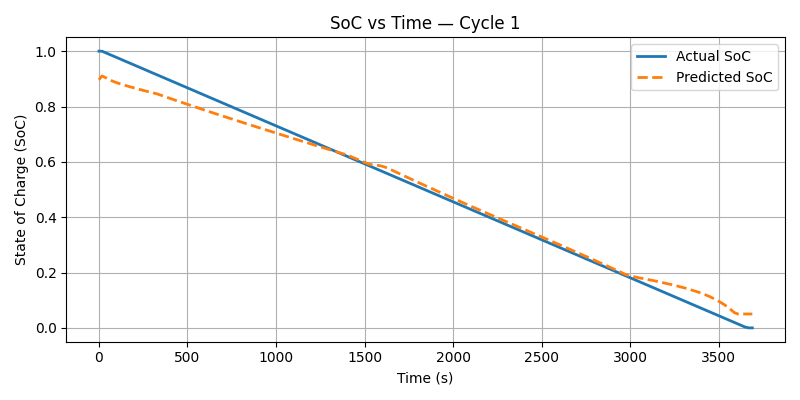 SoC vs Time — Cycle 1
Actual SoC
Predicted SoC
State of Charge (SoC)
1.0
0.8
0.6
0.4
0.2
0.0
0 500 1000 1500 2000 2500 3000 3500
Time (s)